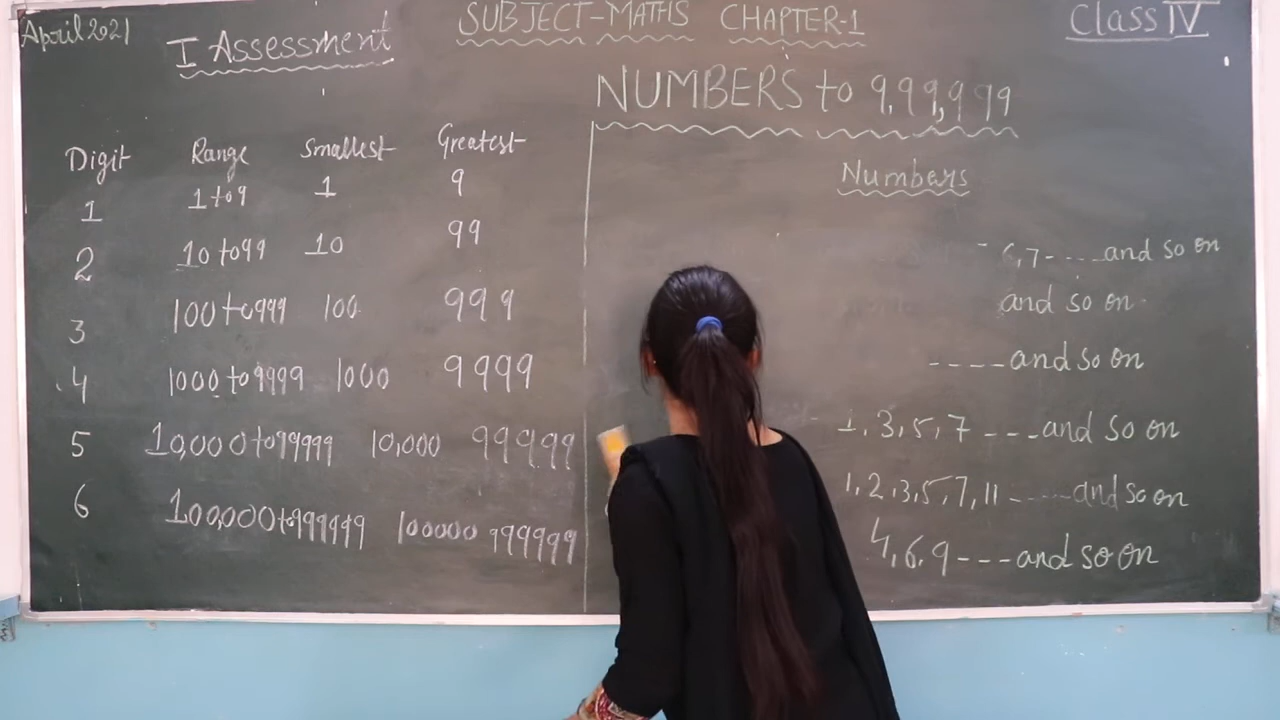 April 2021
I Assessment
SUBJECT-MATHS CHAPTER-1
Class IV
NUMBERS to 9,99,999
Digit Range Smallest Greatest
1 1 to 9 1 9
2 10 to 99 10 99
3 100 to 999 100 999
4 1000 to 9999 1000 9999
5 10,000 to 99999 10,000 99999
6 100,000 to 999999 100000 999999
Numbers
6,7-----and so on
and so on
----and so on
1,3,5,7 ---and so on
1,2,3,5,7,11 -----and so on
4,6,9---and so on